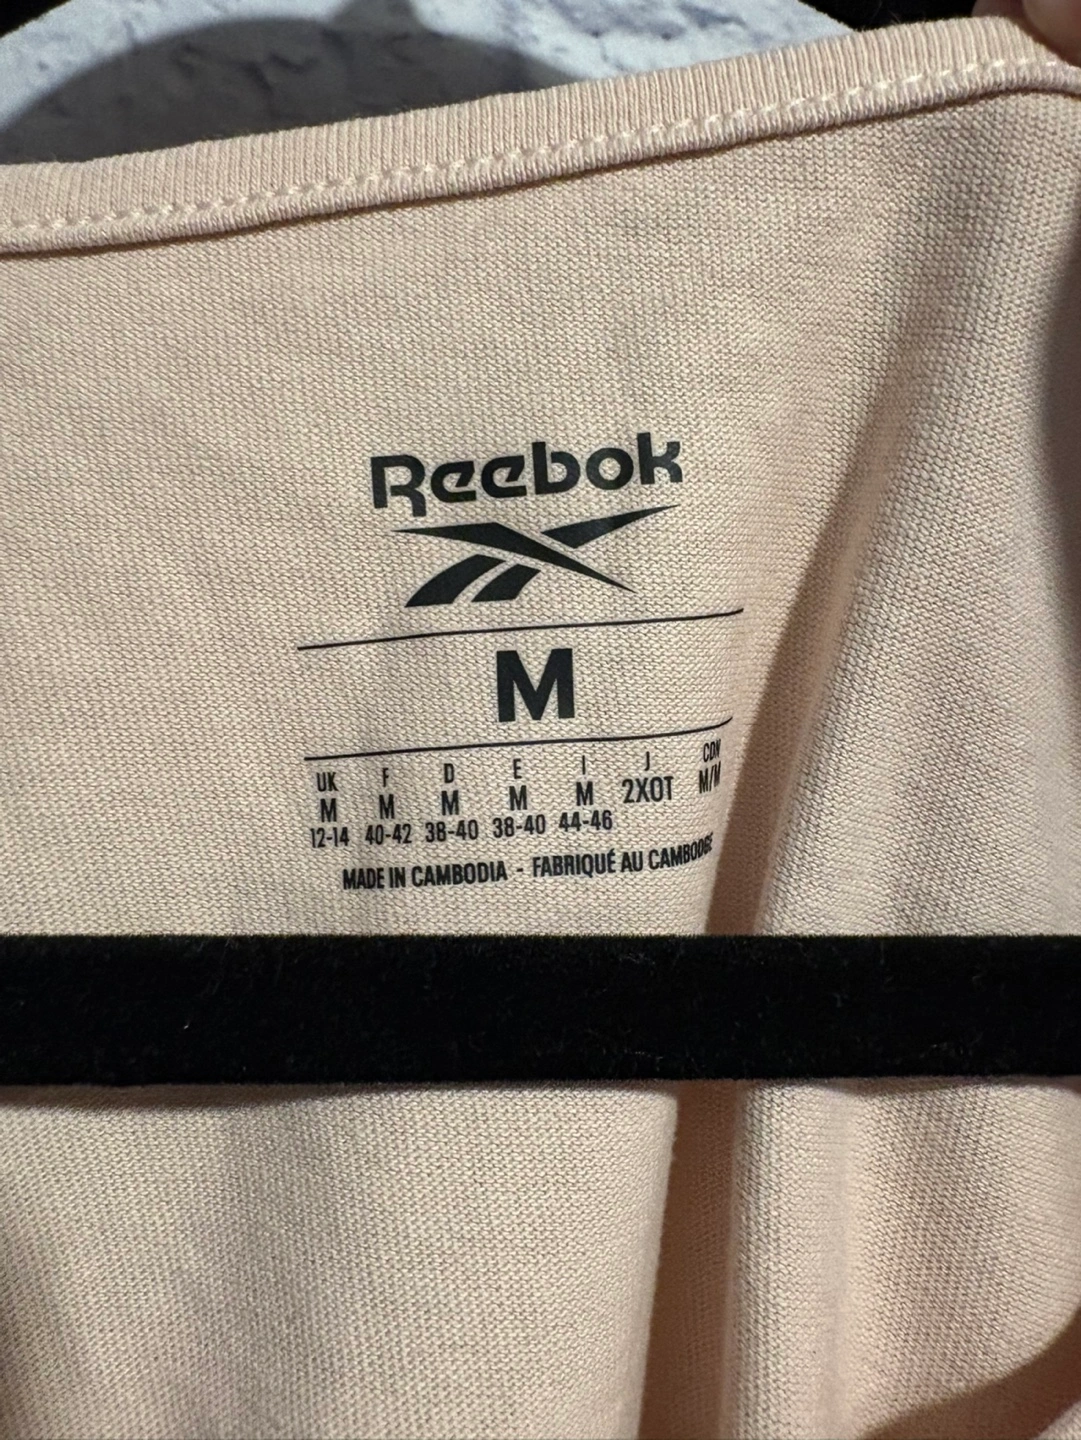 Reebok
M
UK F D E I J CDN
M M M M M 2XOT M/M
12-14 40-42 38-40 38-40 44-46
MADE IN CAMBODIA - FABRIQUÉ AU CAMBODGE